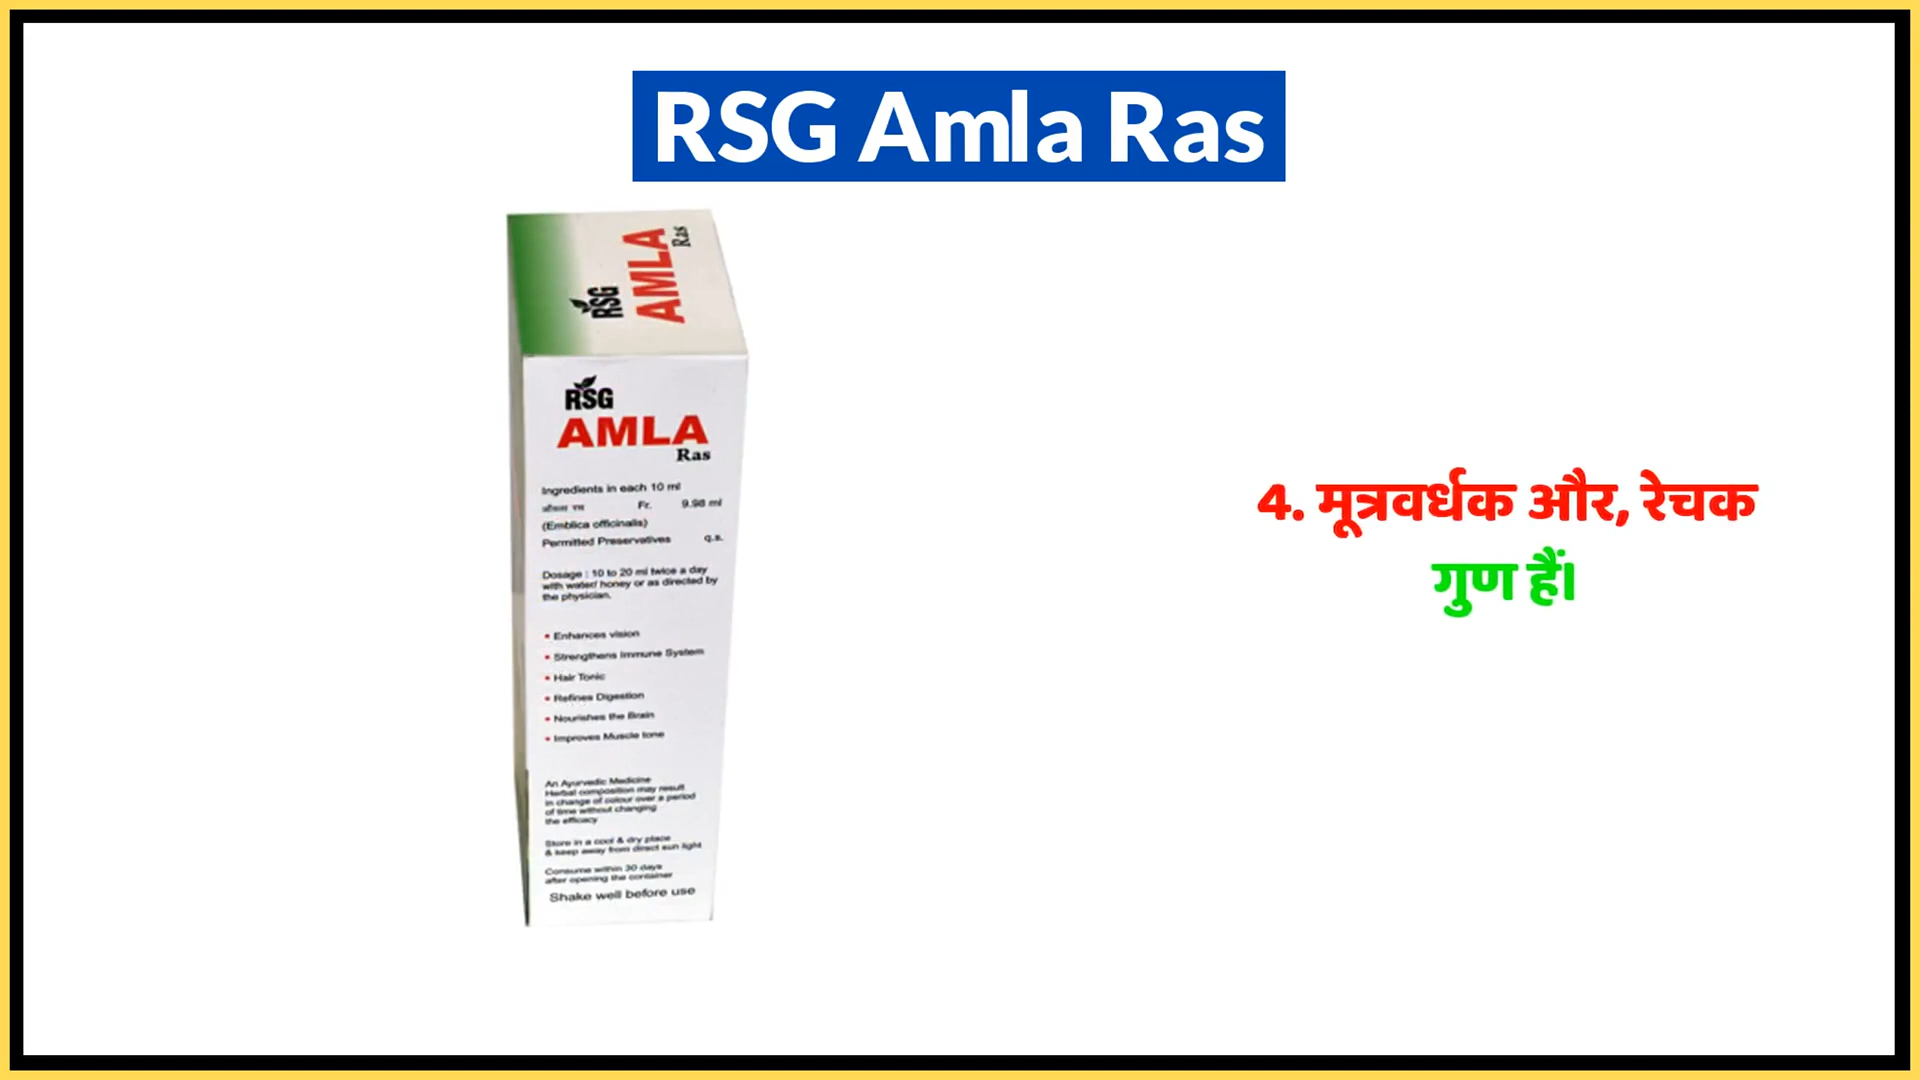 RSG Amla Ras
RSG
AMLA
Ras
RSG
AMLA
Ras
Ingredients in each 10 ml
आँवला रस Fr. 9.98 ml
(Emblica officinalis)
Permitted Preservatives q.s.
Dosage : 10 to 20 ml twice a day
with water/ honey or as directed by
the physician.
• Enhances vision
• Strengthens Immune System
• Hair Tonic
• Refines Digestion
• Nourishes the Brain
• Improves Muscle tone
An Ayurvedic Medicine
Herbal composition may result
in change of colour over a period
of time without changing
the efficacy
Store in a cool & dry place
& keep away from direct sun light
Consume within 30 days
after opening the container
Shake well before use
4. मूत्रवर्धक और, रेचक
गुण हैं।